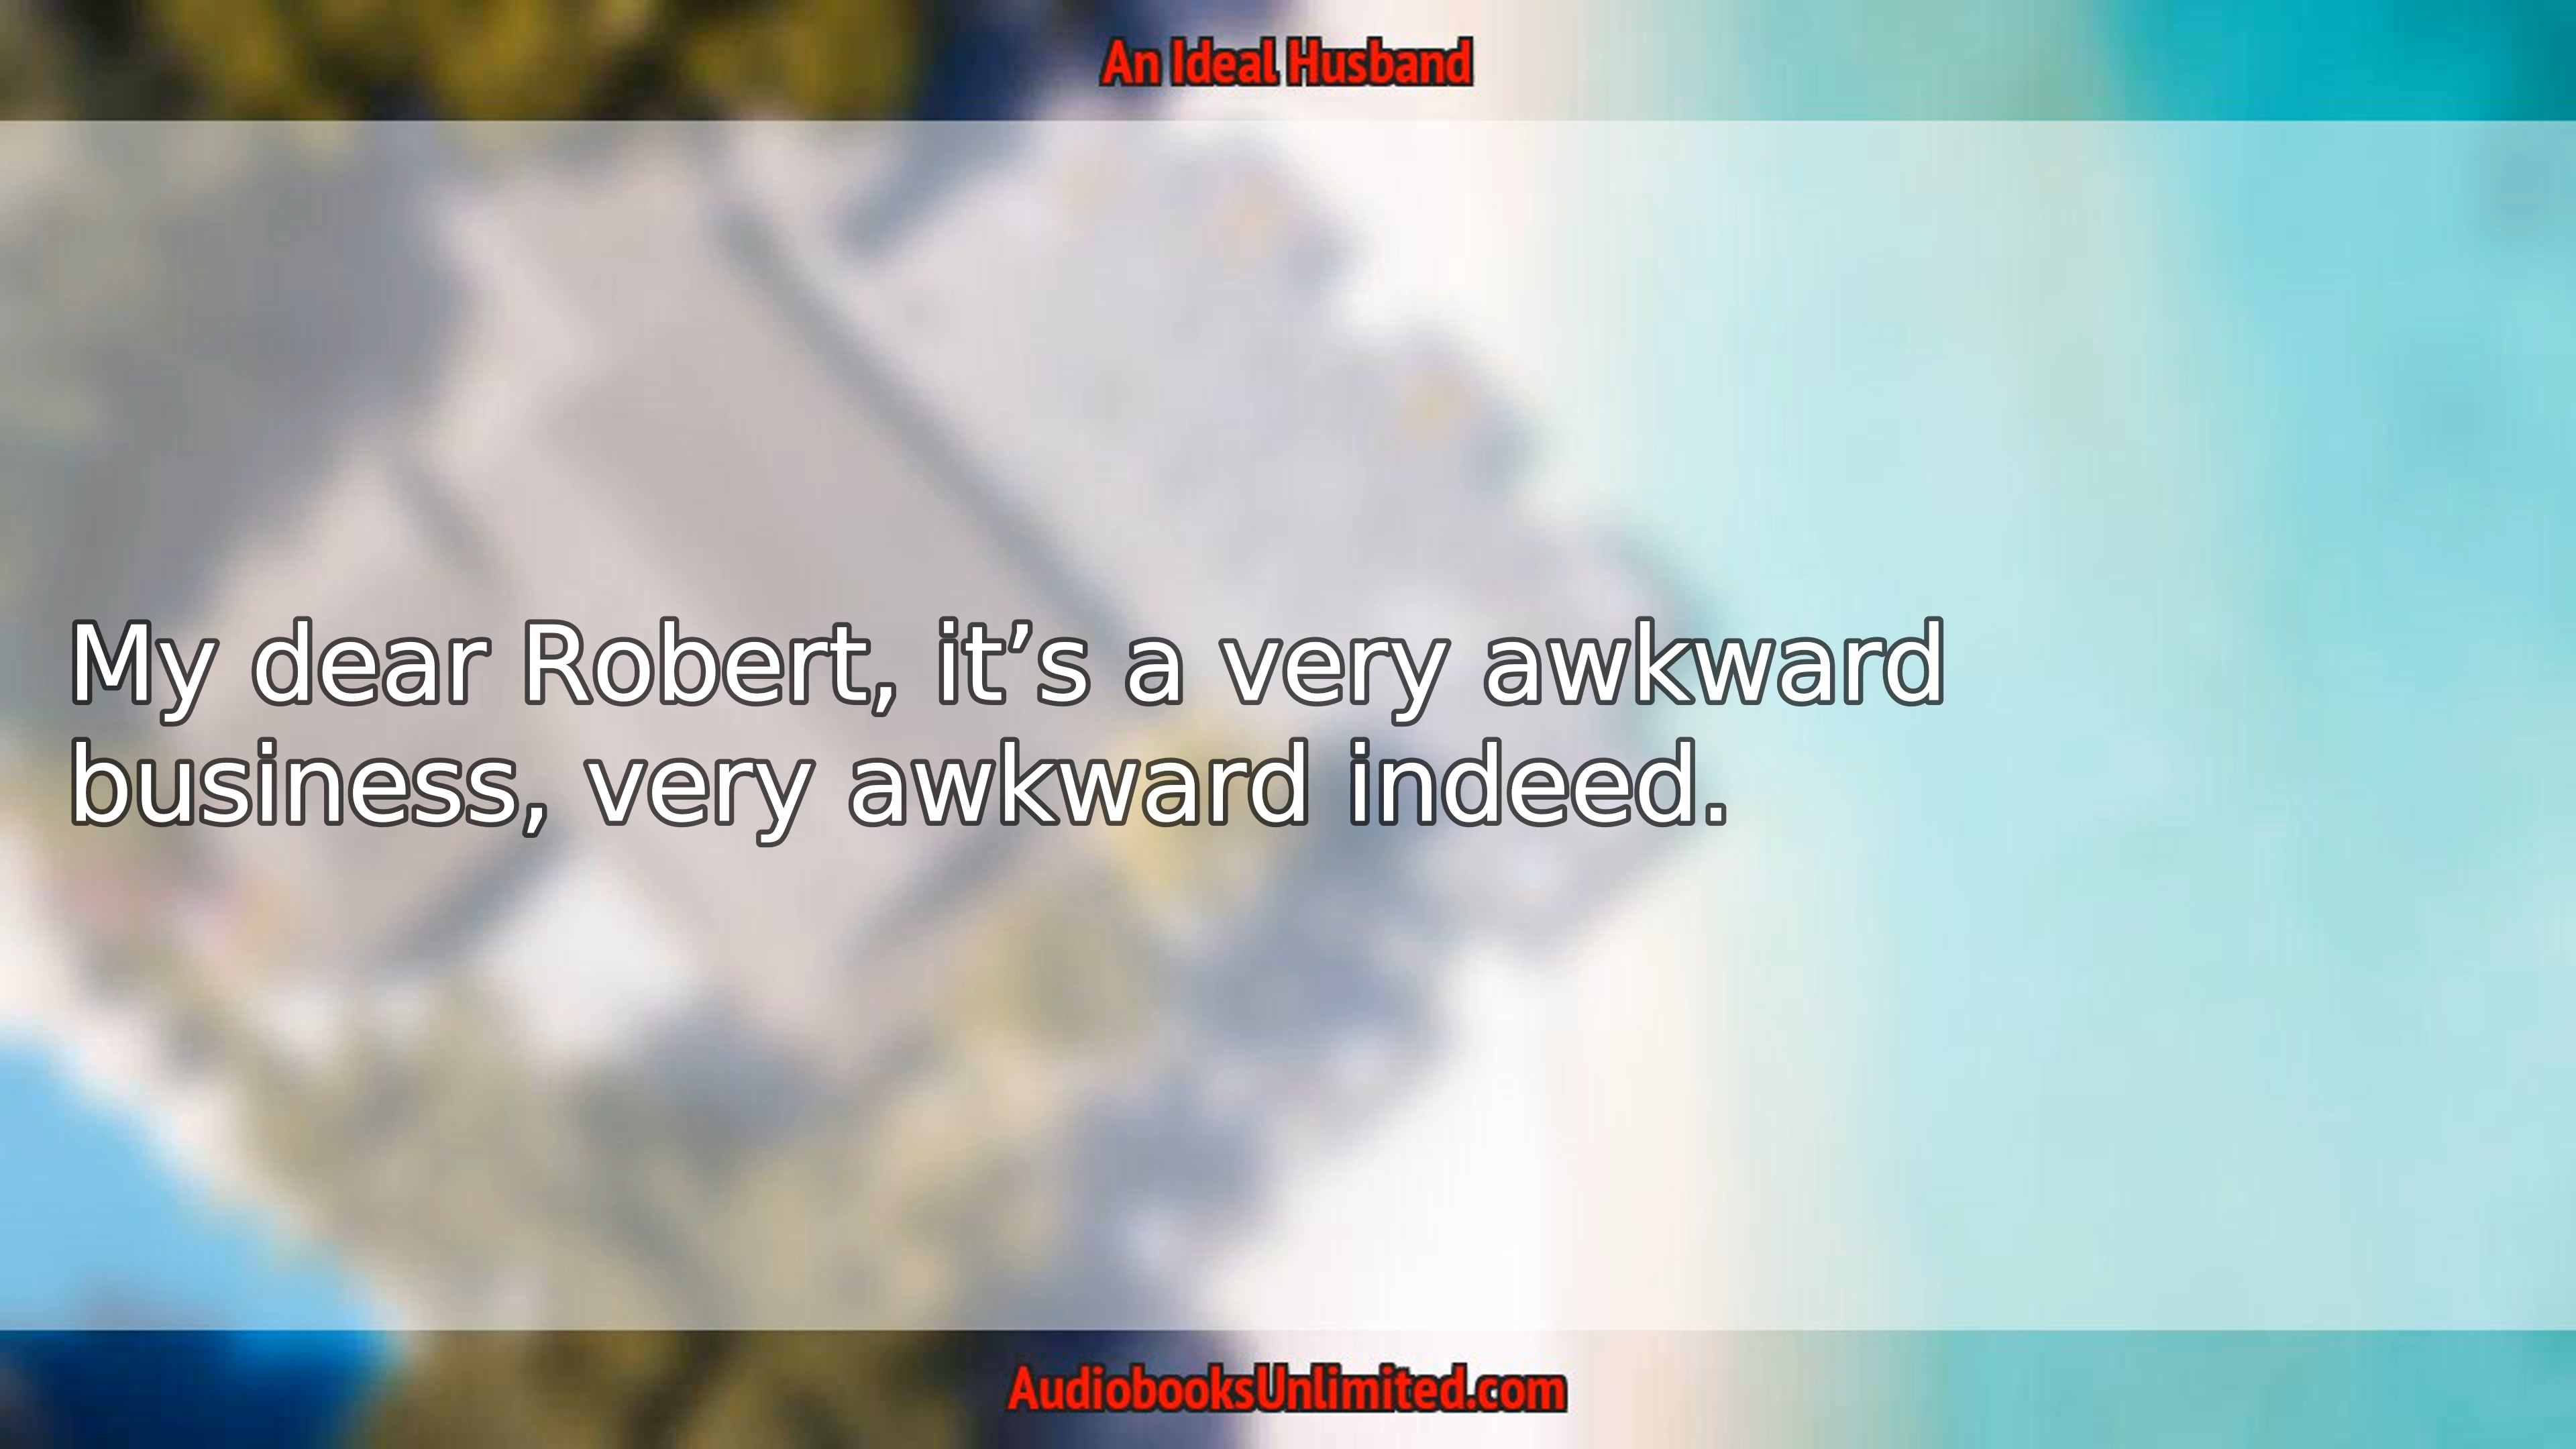 An Ideal Husband
My dear Robert, it’s a very awkward
business, very awkward indeed.
AudiobooksUnlimited.com